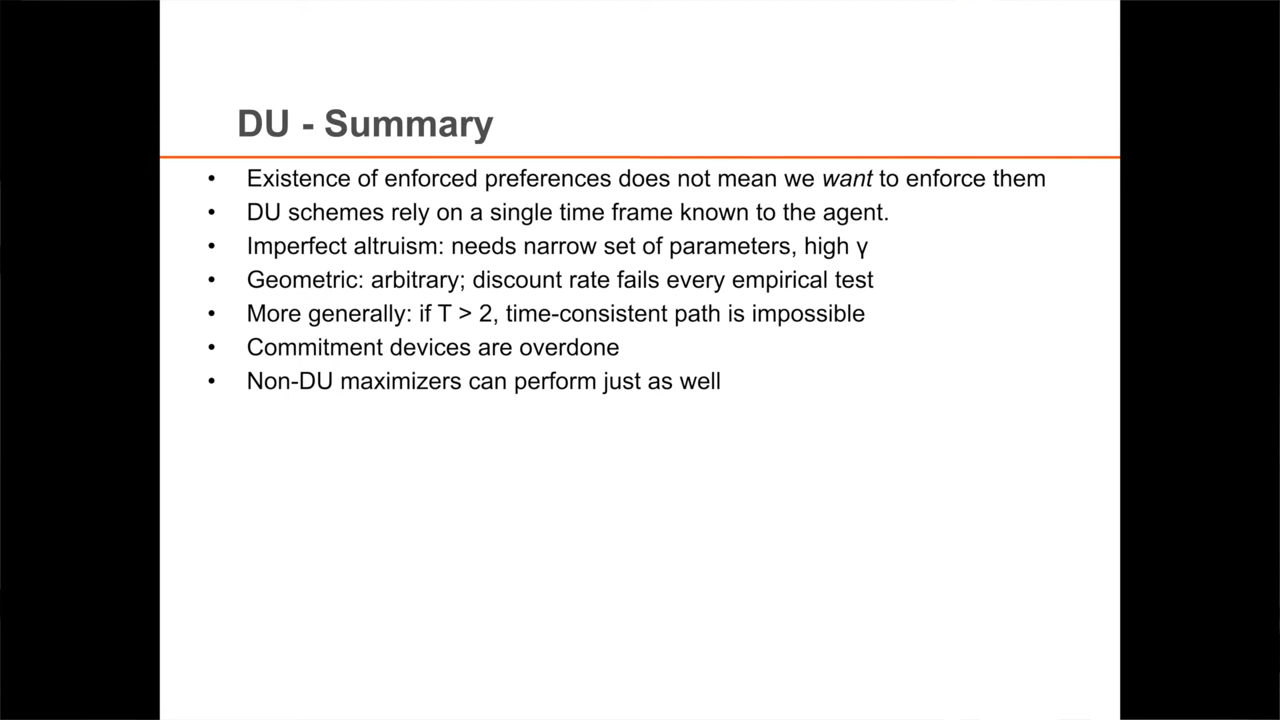 DU - Summary
• Existence of enforced preferences does not mean we want to enforce them
• DU schemes rely on a single time frame known to the agent.
• Imperfect altruism: needs narrow set of parameters, high γ
• Geometric: arbitrary; discount rate fails every empirical test
• More generally: if T > 2, time-consistent path is impossible
• Commitment devices are overdone
• Non-DU maximizers can perform just as well